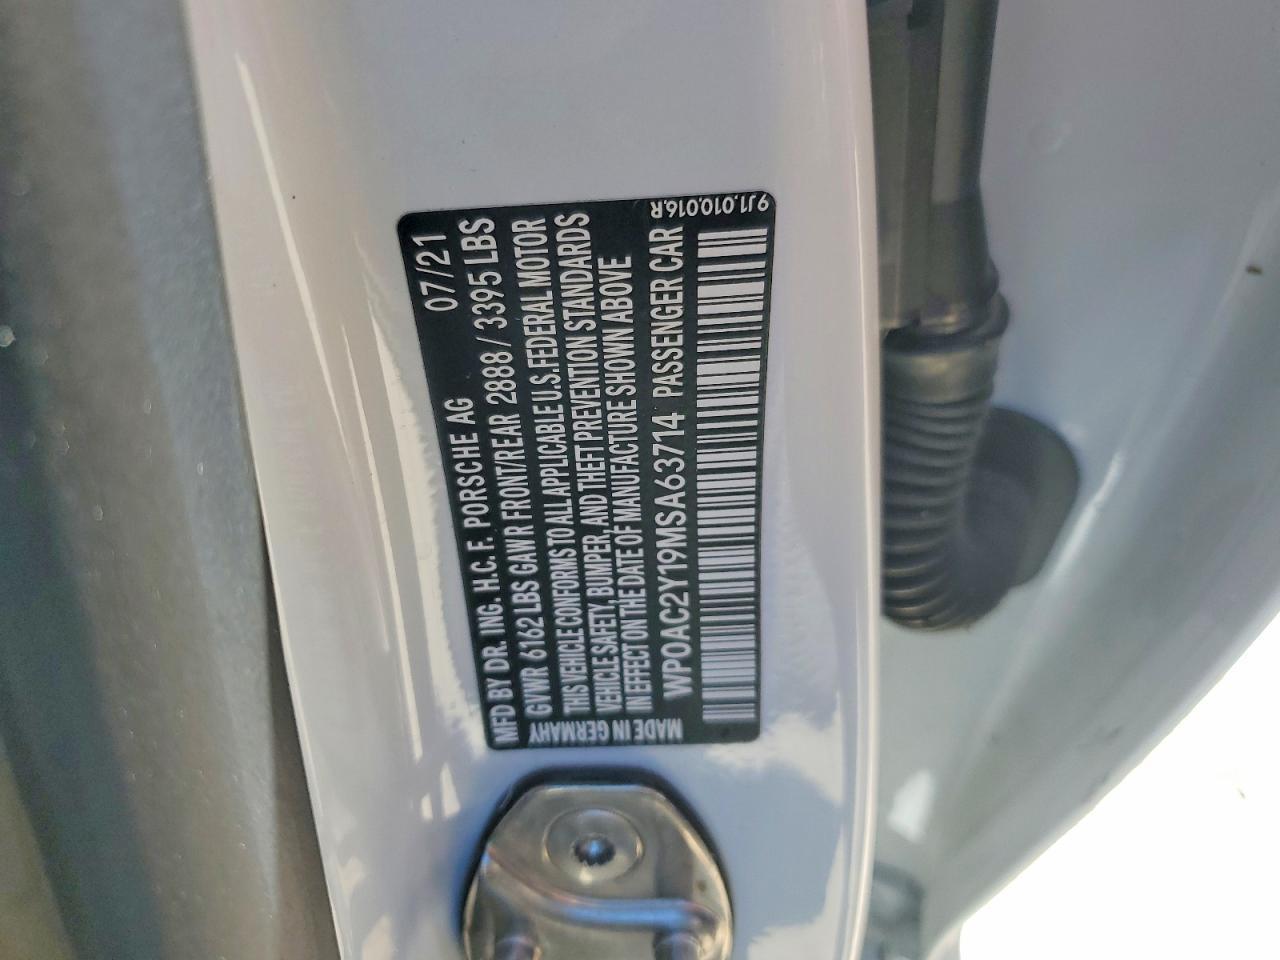 07/21
MFD BY DR. ING. H.C. F. PORSCHE AG
GVWR 6162 LBS GAWR FRONT/REAR 2888 / 3395 LBS
THIS VEHICLE CONFORMS TO ALL APPLICABLE U.S. FEDERAL MOTOR
VEHICLE SAFETY, BUMPER, AND THEFT PREVENTION STANDARDS
IN EFFECT ON THE DATE OF MANUFACTURE SHOWN ABOVE
WP0AC2Y19MSA63714 PASSENGER CAR
MADE IN GERMANY
9J1.010.016.R